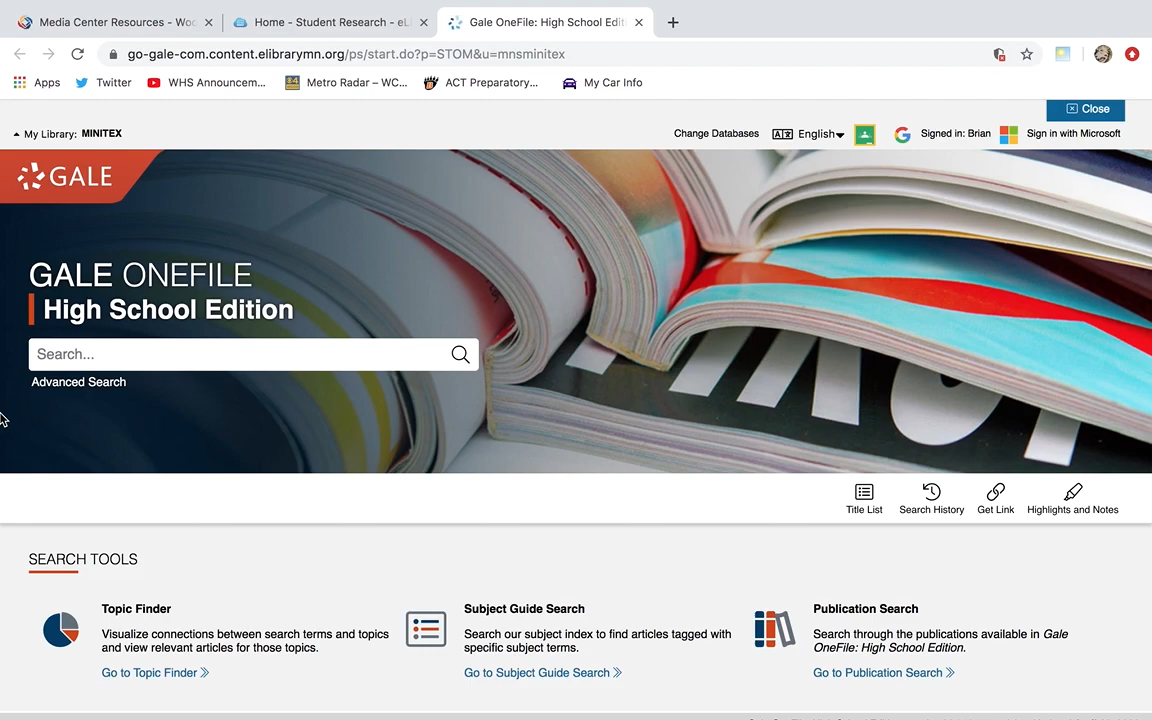 Media Center Resources - Woo
Home - Student Research - eLi
Gale OneFile: High School Editi
go-gale-com.content.elibrarymn.org/ps/start.do?p=STOM&u=mnsminitex
Apps
Twitter
WHS Announcem...
Metro Radar – WC...
ACT Preparatory...
My Car Info
Close
My Library: MINITEX
Change Databases
English
Signed in: Brian
Sign in with Microsoft
GALE
GALE ONEFILE
High School Edition
Search...
Advanced Search
Title List
Search History
Get Link
Highlights and Notes
SEARCH TOOLS
Topic Finder
Visualize connections between search terms and topics
and view relevant articles for those topics.
Go to Topic Finder
Subject Guide Search
Search our subject index to find articles tagged with
specific subject terms.
Go to Subject Guide Search
Publication Search
Search through the publications available in Gale
OneFile: High School Edition.
Go to Publication Search